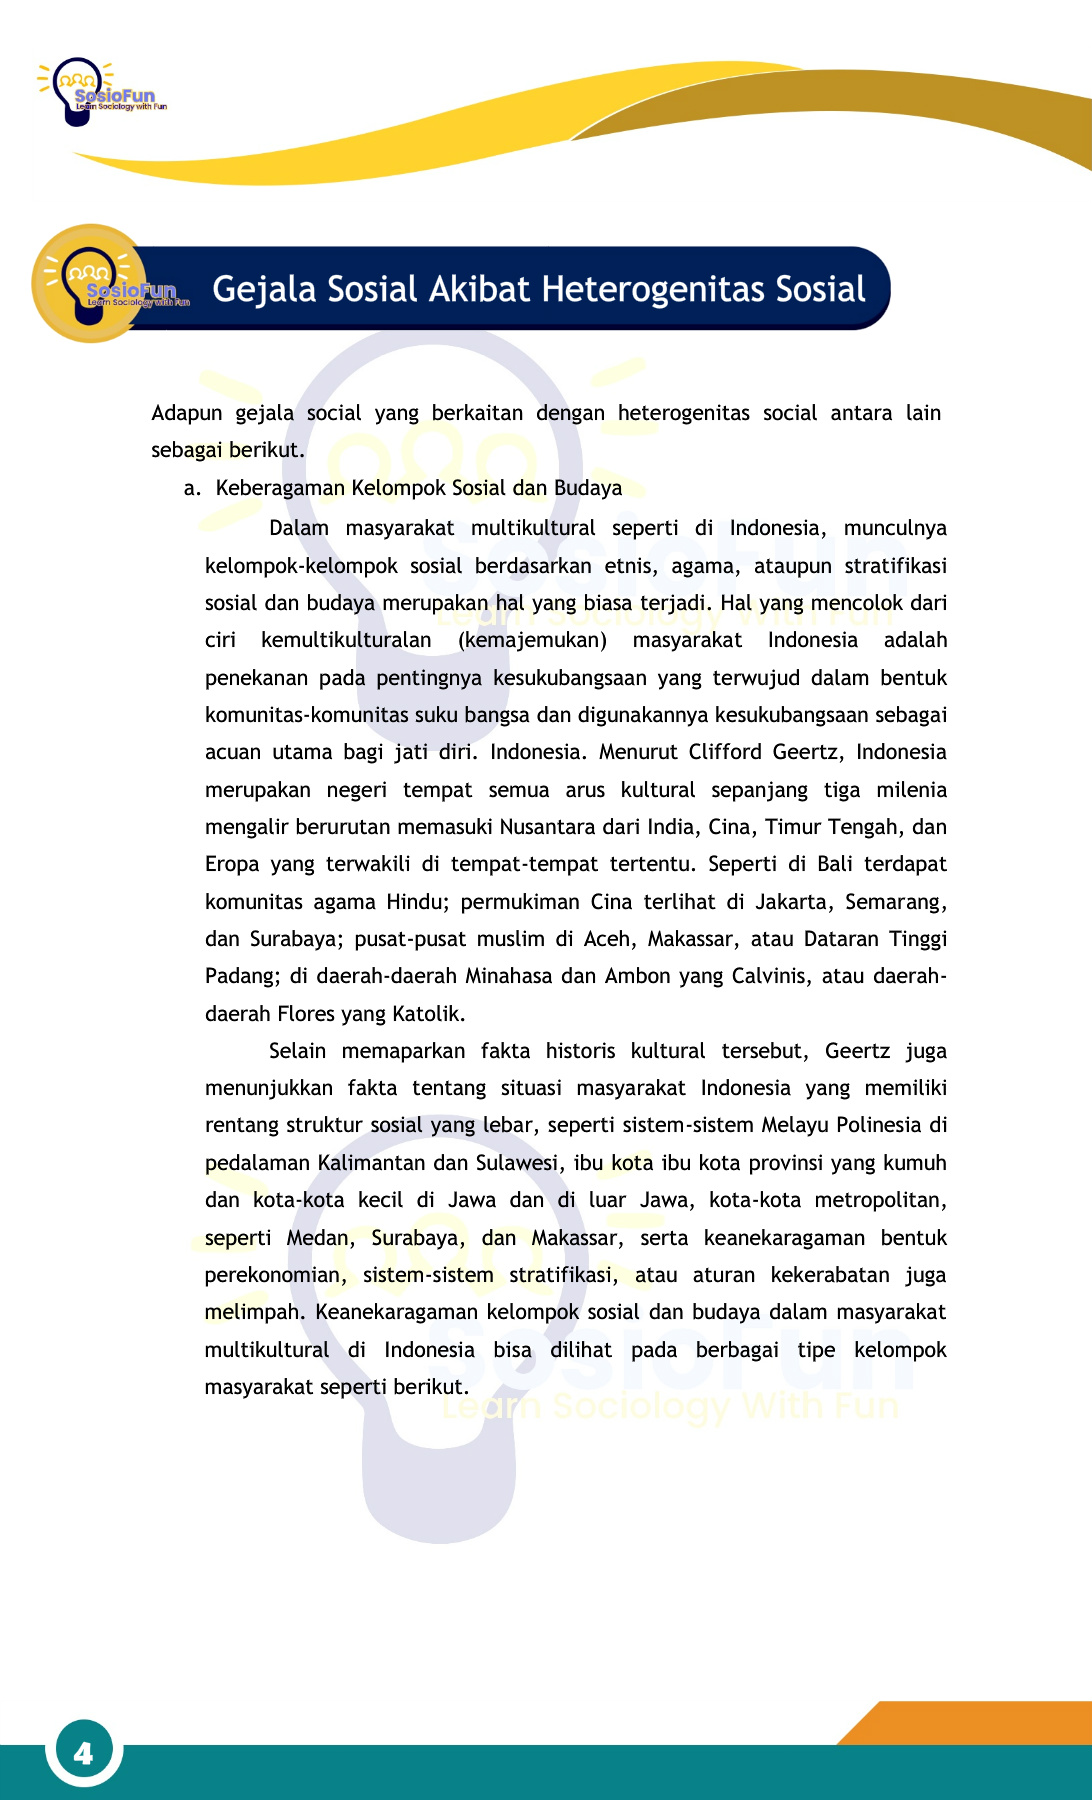 SosioFun
Learn Sociology with Fun
SosioFun
Learn Sociology with Fun
Gejala Sosial Akibat Heterogenitas Sosial
Adapun gejala social yang berkaitan dengan heterogenitas social antara lain
sebagai berikut.
a. Keberagaman Kelompok Sosial dan Budaya
Dalam masyarakat multikultural seperti di Indonesia, munculnya
kelompok-kelompok sosial berdasarkan etnis, agama, ataupun stratifikasi
sosial dan budaya merupakan hal yang biasa terjadi. Hal yang mencolok dari
ciri kemultikulturalan (kemajemukan) masyarakat Indonesia adalah
penekanan pada pentingnya kesukubangsaan yang terwujud dalam bentuk
komunitas-komunitas suku bangsa dan digunakannya kesukubangsaan sebagai
acuan utama bagi jati diri. Indonesia. Menurut Clifford Geertz, Indonesia
merupakan negeri tempat semua arus kultural sepanjang tiga milenia
mengalir berurutan memasuki Nusantara dari India, Cina, Timur Tengah, dan
Eropa yang terwakili di tempat-tempat tertentu. Seperti di Bali terdapat
komunitas agama Hindu; permukiman Cina terlihat di Jakarta, Semarang,
dan Surabaya; pusat-pusat muslim di Aceh, Makassar, atau Dataran Tinggi
Padang; di daerah-daerah Minahasa dan Ambon yang Calvinis, atau daerah-
daerah Flores yang Katolik.
Selain memaparkan fakta historis kultural tersebut, Geertz juga
menunjukkan fakta tentang situasi masyarakat Indonesia yang memiliki
rentang struktur sosial yang lebar, seperti sistem-sistem Melayu Polinesia di
pedalaman Kalimantan dan Sulawesi, ibu kota ibu kota provinsi yang kumuh
dan kota-kota kecil di Jawa dan di luar Jawa, kota-kota metropolitan,
seperti Medan, Surabaya, dan Makassar, serta keanekaragaman bentuk
perekonomian, sistem-sistem stratifikasi, atau aturan kekerabatan juga
melimpah. Keanekaragaman kelompok sosial dan budaya dalam masyarakat
multikultural di Indonesia bisa dilihat pada berbagai tipe kelompok
masyarakat seperti berikut.
SosioFun
Learn Sociology With Fun
SosioFun
Learn Sociology With Fun
4